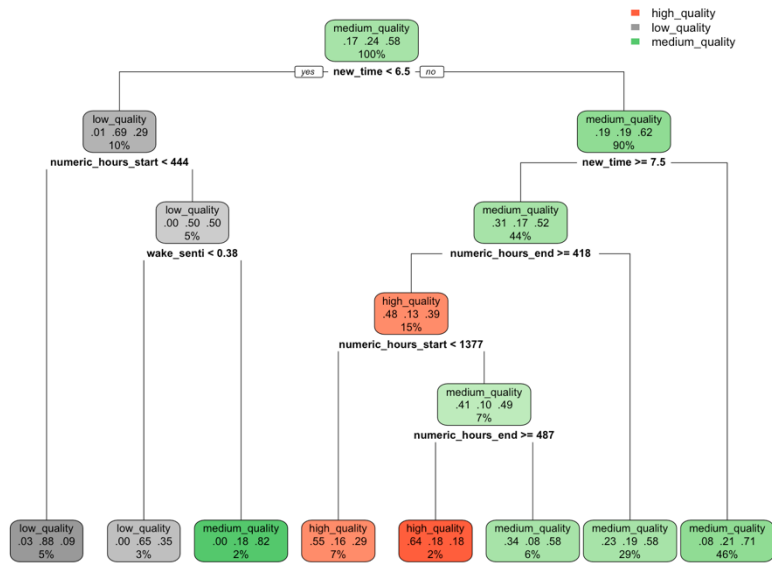 medium_quality
.17 .24 .58
100%
high_quality
low_quality
medium_quality
yes new_time < 6.5 no
low_quality
.01 .69 .29
10%
numeric_hours_start < 444
medium_quality
.19 .19 .62
90%
new_time >= 7.5
low_quality
.00 .50 .50
5%
wake_senti < 0.38
medium_quality
.31 .17 .52
44%
numeric_hours_end >= 418
high_quality
.48 .13 .39
15%
numeric_hours_start < 1377
medium_quality
.41 .10 .49
7%
numeric_hours_end >= 487
low_quality
.03 .88 .09
5%
low_quality
.00 .65 .35
3%
medium_quality
.00 .18 .82
2%
high_quality
.55 .16 .29
7%
high_quality
.64 .18 .18
2%
medium_quality
.34 .08 .58
6%
medium_quality
.23 .19 .58
29%
medium_quality
.08 .21 .71
46%